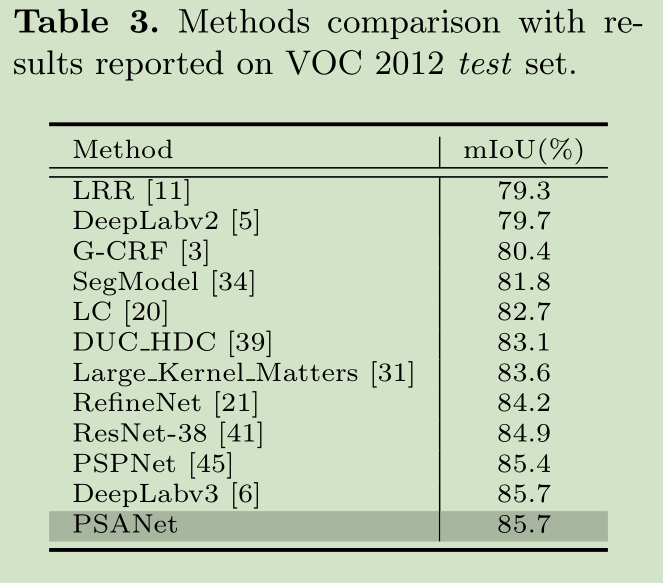 Table 3. Methods comparison with re-
sults reported on VOC 2012 test set.
Method mIoU(%)
LRR [11] 79.3
DeepLabv2 [5] 79.7
G-CRF [3] 80.4
SegModel [34] 81.8
LC [20] 82.7
DUC_HDC [39] 83.1
Large_Kernel_Matters [31] 83.6
RefineNet [21] 84.2
ResNet-38 [41] 84.9
PSPNet [45] 85.4
DeepLabv3 [6] 85.7
PSANet 85.7